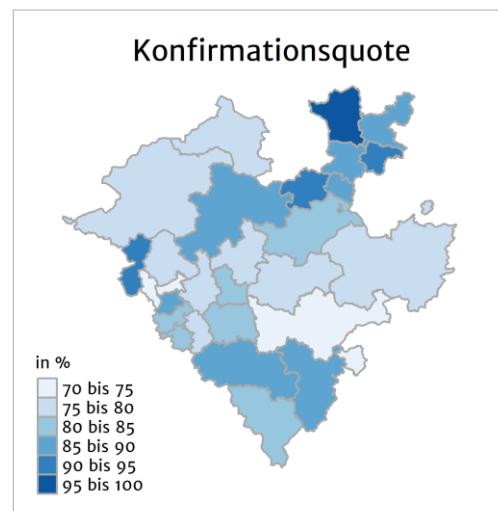 Konfirmationsquote
in %
70 bis 75
75 bis 80
80 bis 85
85 bis 90
90 bis 95
95 bis 100